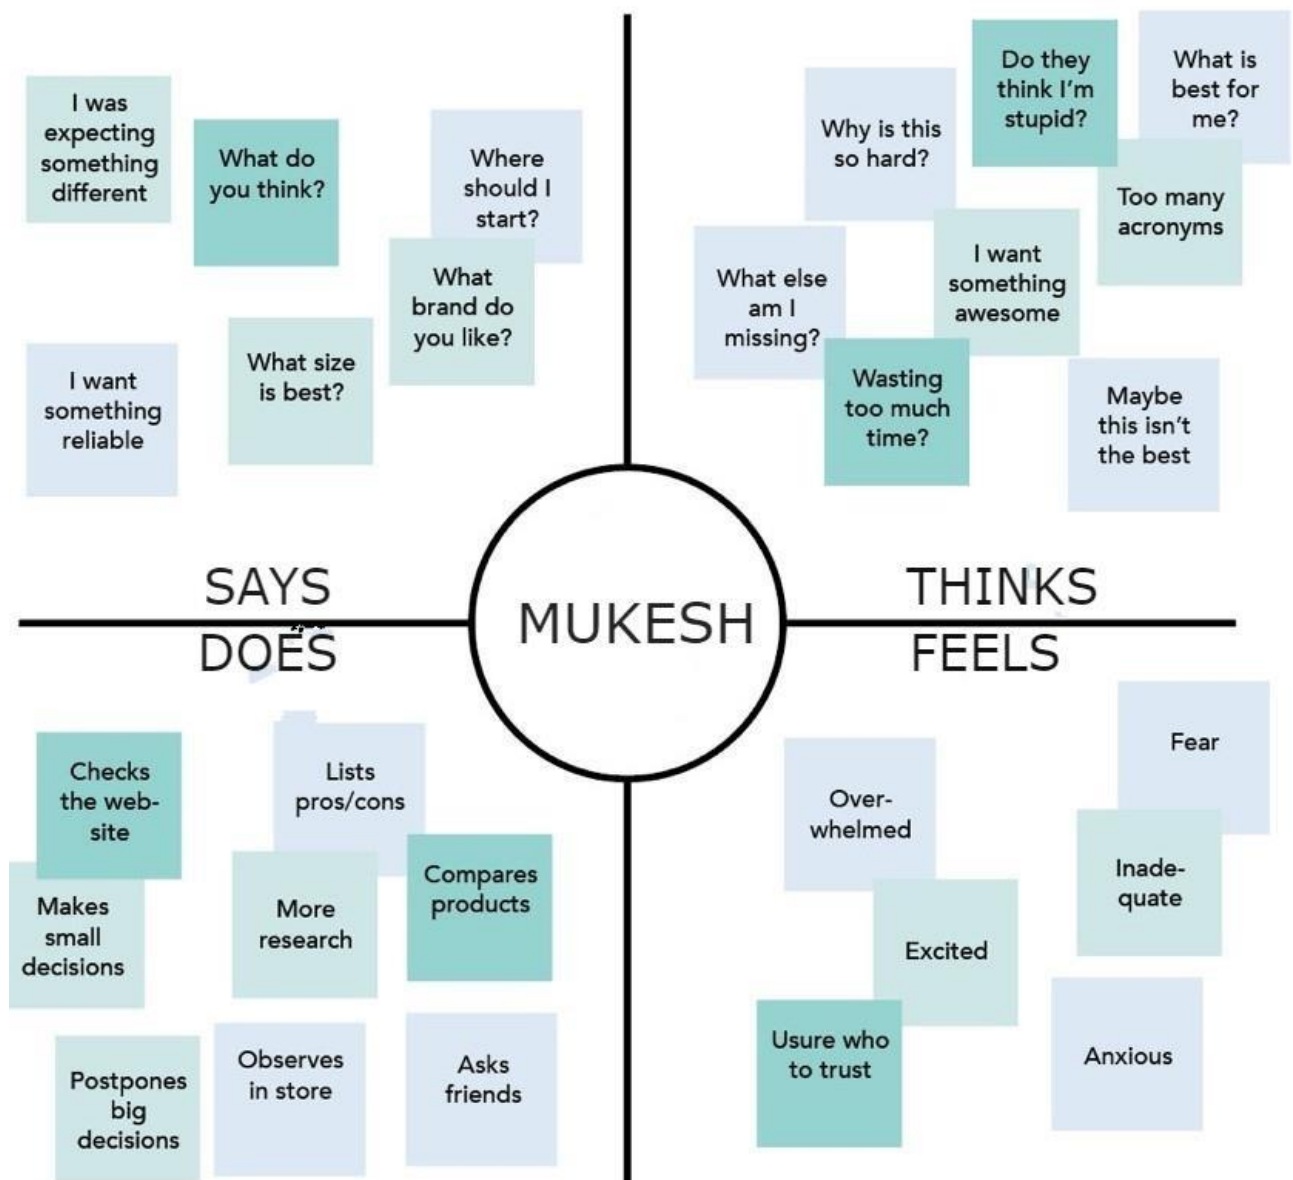 I was
expecting
something
different
What do
you think?
Where
should I
start?
What
brand do
you like?
What size
is best?
I want
something
reliable
Why is this
so hard?
Do they
think I'm
stupid?
What is
best for
me?
Too many
acronyms
I want
something
awesome
What else
am I
missing?
Wasting
too much
time?
Maybe
this isn't
the best
SAYS
THINKS
MUKESH
DOES
FEELS
Checks
the web-
site
Lists
pros/cons
Compares
products
Makes
small
decisions
More
research
Postpones
big
decisions
Observes
in store
Asks
friends
Fear
Over-
whelmed
Inade-
quate
Excited
Usure who
to trust
Anxious